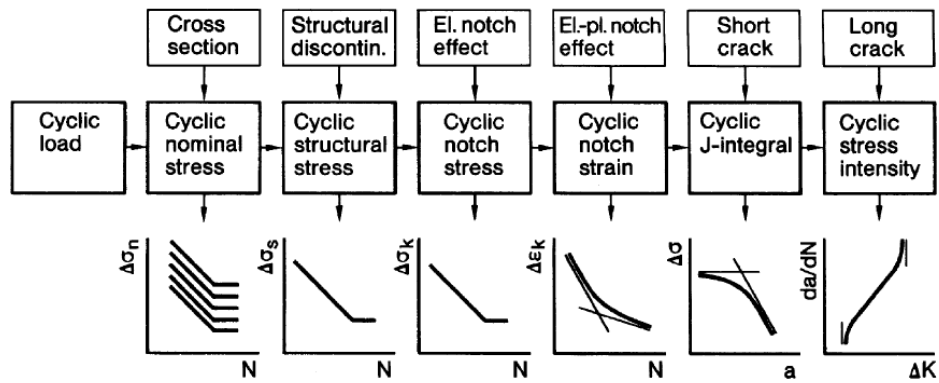 Cross
section
Structural
discontin.
El. notch
effect
El.-pl. notch
effect
Short
crack
Long
crack
Cyclic
load
Cyclic
nominal
stress
Cyclic
structural
stress
Cyclic
notch
stress
Cyclic
notch
strain
Cyclic
J-integral
Cyclic
stress
intensity
Δσn
N
Δσs
N
Δσk
N
Δεk
N
Δσ
a
da/dN
ΔK